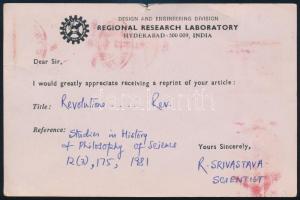 DESIGN AND ENGINEERING DIVISION
REGIONAL RESEARCH LABORATORY
HYDERABAD-500 009, INDIA
Dear Sir,
I would greatly appreciate receiving a reprint of your article :
Title: Revolutions ..... Rev.
Reference: Studies in History
of Philosophy of Science
12(2), 175, 1981
Yours Sincerely,
R. SRIVASTAVA
SCIENTIST